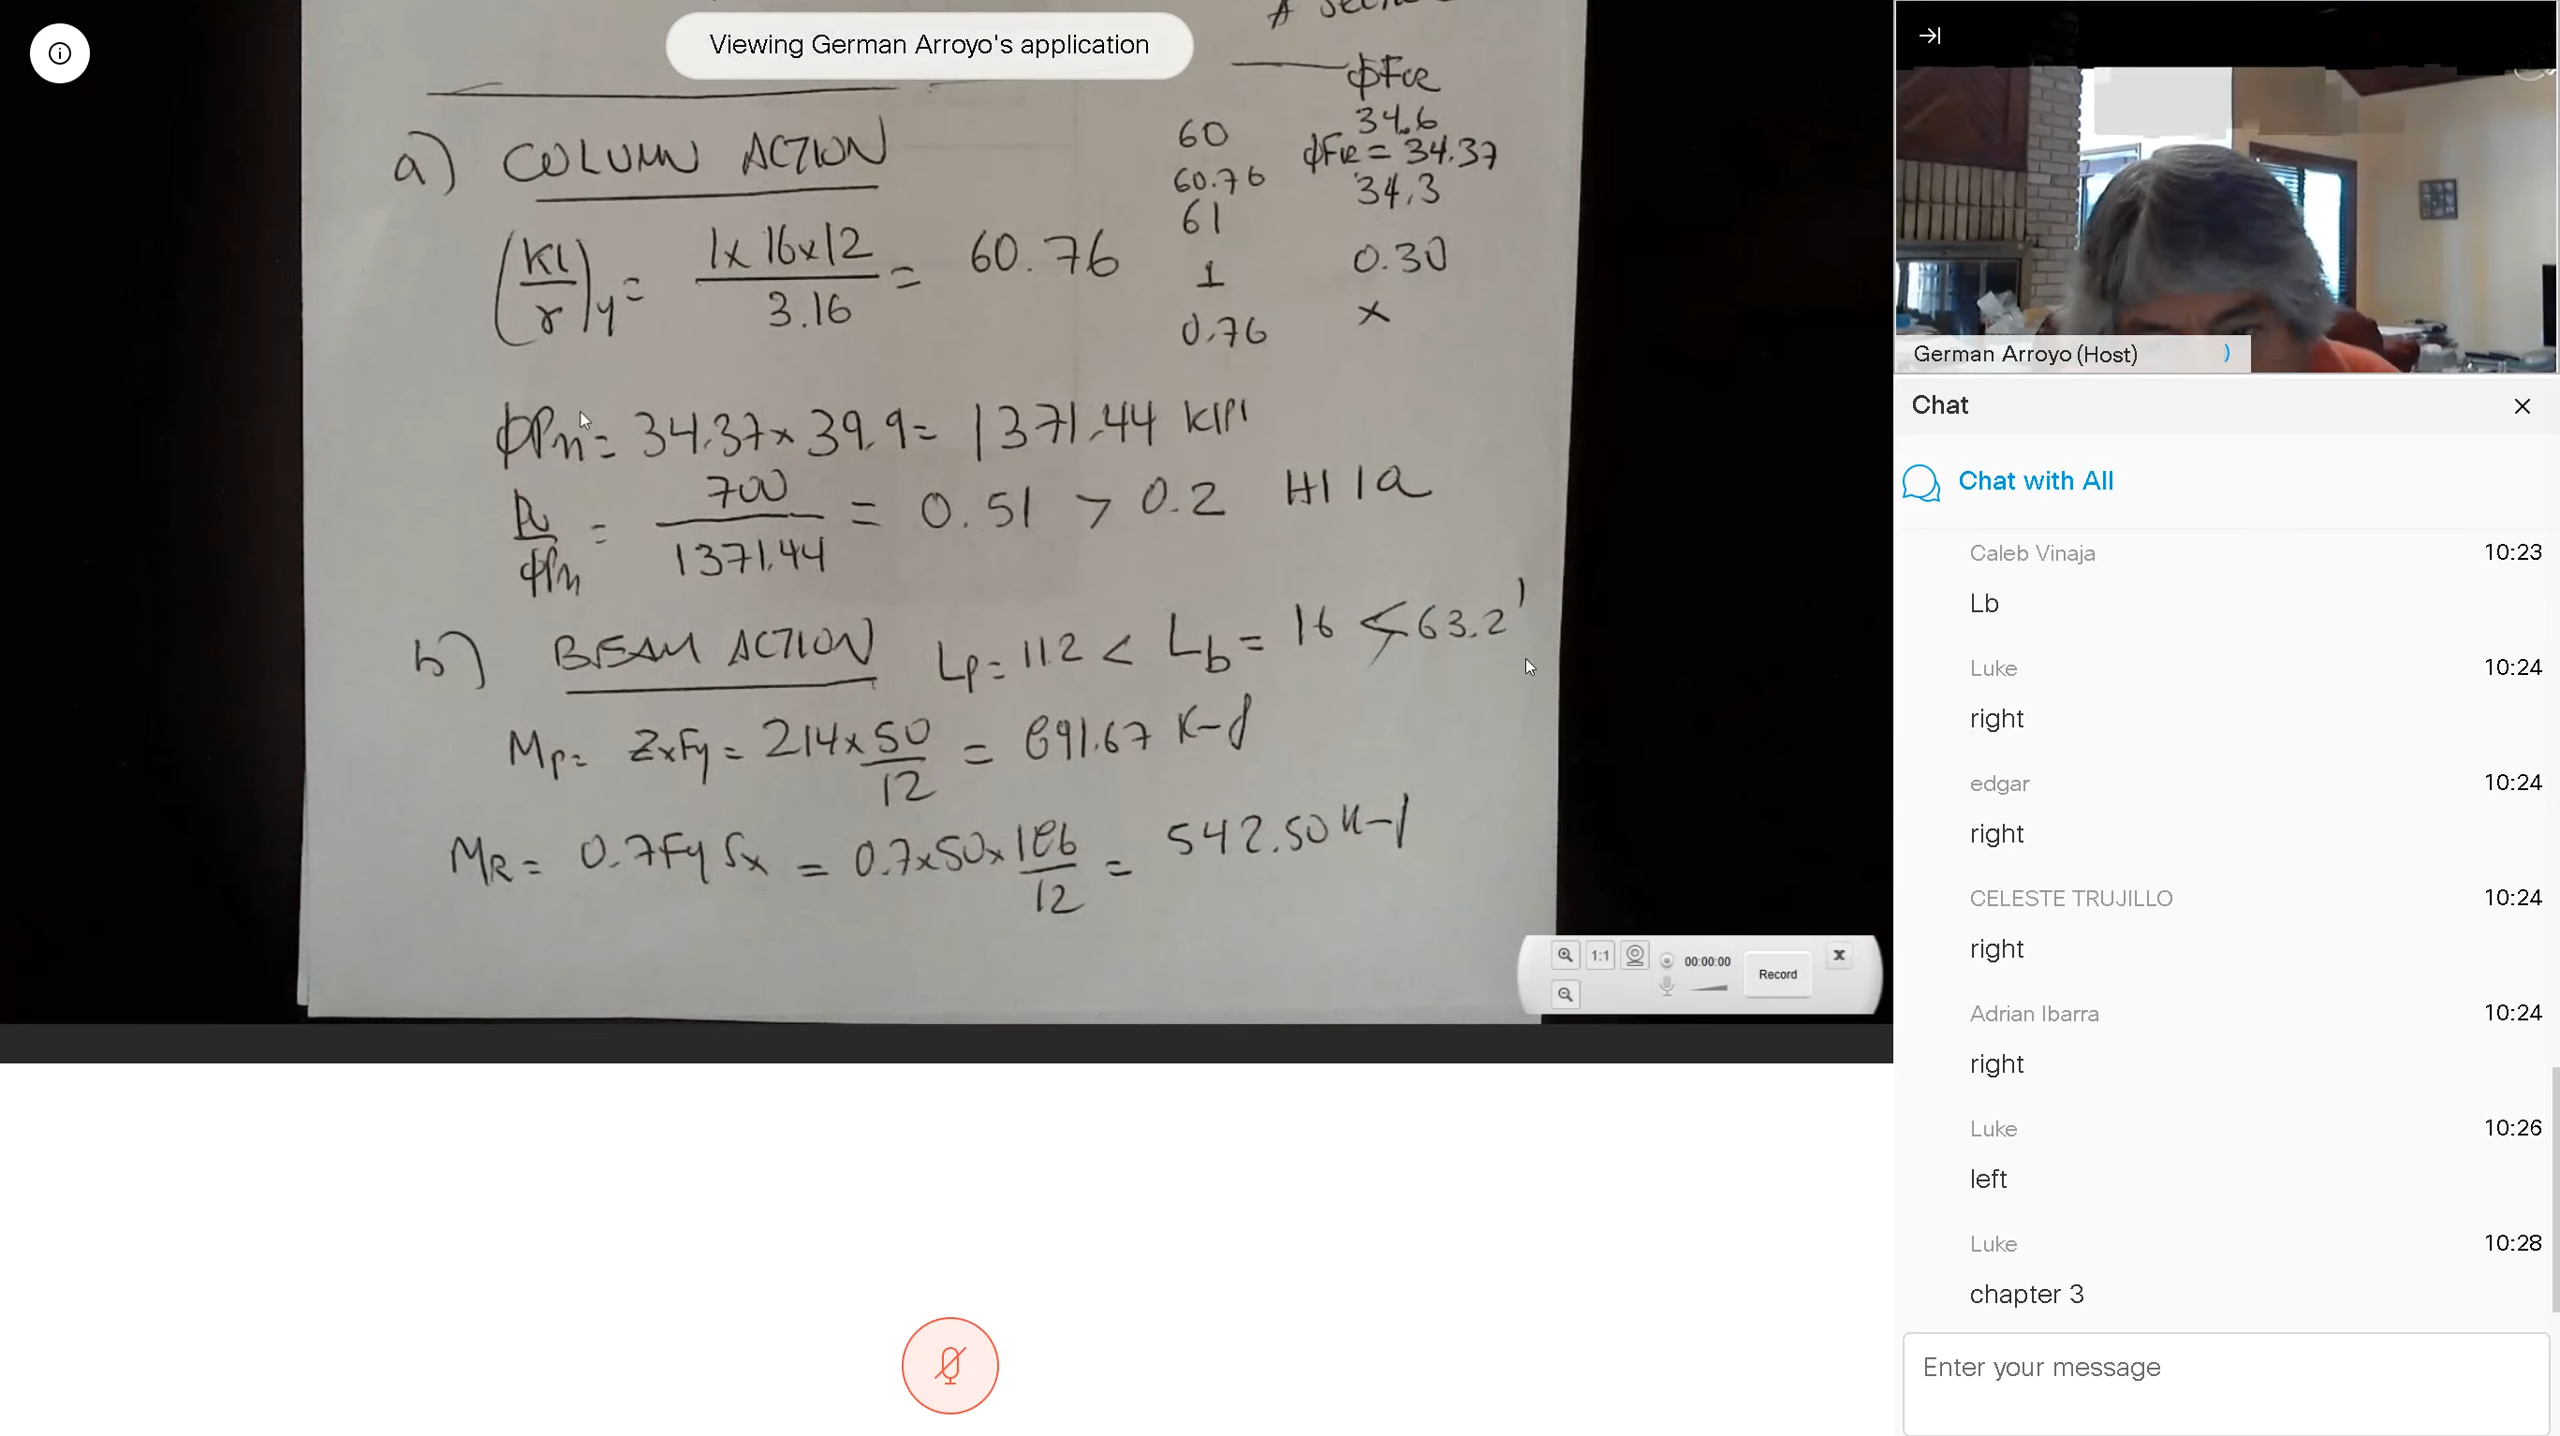 Viewing German Arroyo's application
ϕFcr
60 34.6
60.76 ϕFcr = 34.37
61 34.3
1 0.30
0.76 x
a) COLUMN ACTION
(KL/r)y = 1x16x12/3.16 = 60.76
ϕPn = 34.37 x 39.9 = 1371.44 KIP
Pu/ϕPn = 700/1371.44 = 0.51 > 0.2 H1 1a
b) BEAM ACTION Lp = 11.2 < Lb = 16 < 63.2'
Mp = ZxFy = 214 x 50/12 = 891.67 K-f
MR = 0.7FySx = 0.7x50x186/12 = 542.50 K-f
1:1
00:00:00
Record
x
German Arroyo (Host)
Chat
Chat with All
Caleb Vinaja 10:23
Lb
Luke 10:24
right
edgar 10:24
right
CELESTE TRUJILLO 10:24
right
Adrian Ibarra 10:24
right
Luke 10:26
left
Luke 10:28
chapter 3
Enter your message